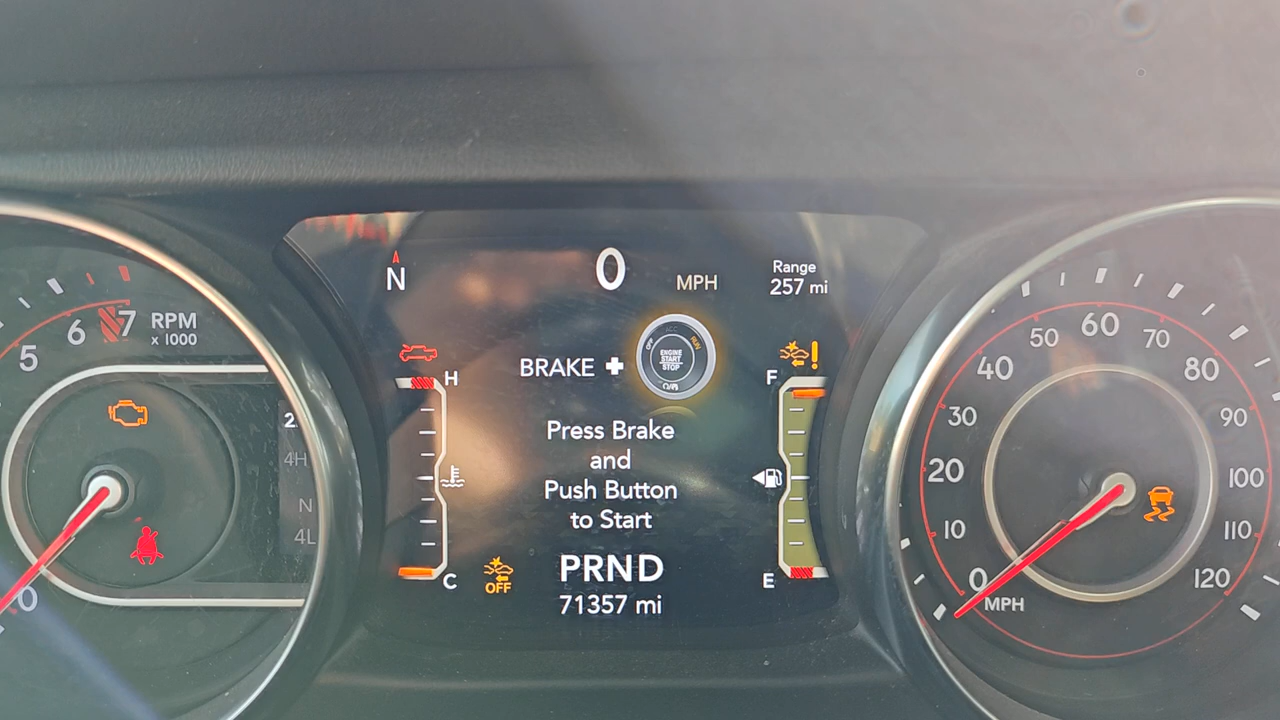 N
0
MPH
Range
257 mi
5
6
7
RPM
x 1000
0
2
4H
N
4L
H
C
BRAKE +
OFF
RUN
ENGINE
START
STOP
Press Brake
and
Push Button
to Start
OFF
PRND
71357 mi
F
E
0
10
20
30
40
50
60
70
80
90
100
110
120
MPH